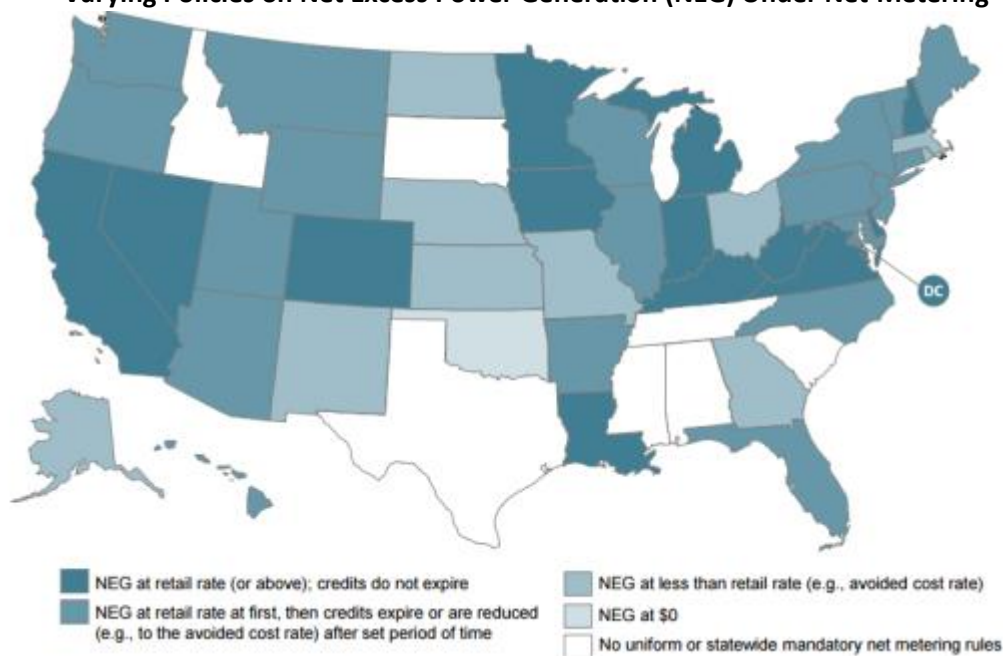 Varying Policies on Net Excess Power Generation (NEG) Under Net Metering
DC
NEG at retail rate (or above); credits do not expire
NEG at retail rate at first, then credits expire or are reduced
(e.g., to the avoided cost rate) after set period of time
NEG at less than retail rate (e.g., avoided cost rate)
NEG at $0
No uniform or statewide mandatory net metering rules